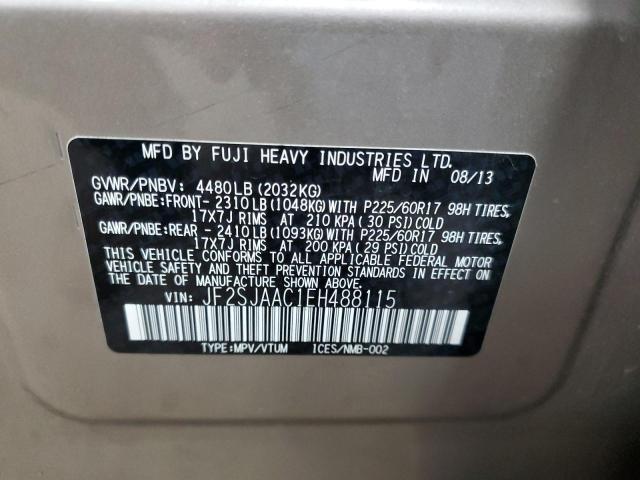 MFD BY FUJI HEAVY INDUSTRIES LTD.
MFD IN 08/13
GVWR/PNBV: 4480LB (2032KG)
GAWR/PNBE:FRONT- 2310LB (1048KG)WITH P225/60R17 98H TIRES,
17X7J RIMS AT 210 KPA (30 PSI)COLD
GAWR/PNBE:REAR - 2410LB (1093KG)WITH P225/60R17 98H TIRES,
17X7J RIMS AT 200 KPA (29 PSI)COLD
THIS VEHICLE CONFORMS TO ALL APPLICABLE FEDERAL MOTOR
VEHICLE SAFETY AND THEFT PREVENTION STANDARDS IN EFFECT ON
THE DATE OF MANUFACTURE SHOWN ABOVE.
VIN: JF2SJAAC1EH488115
TYPE:MPV/VTUM ICES/NMB-002